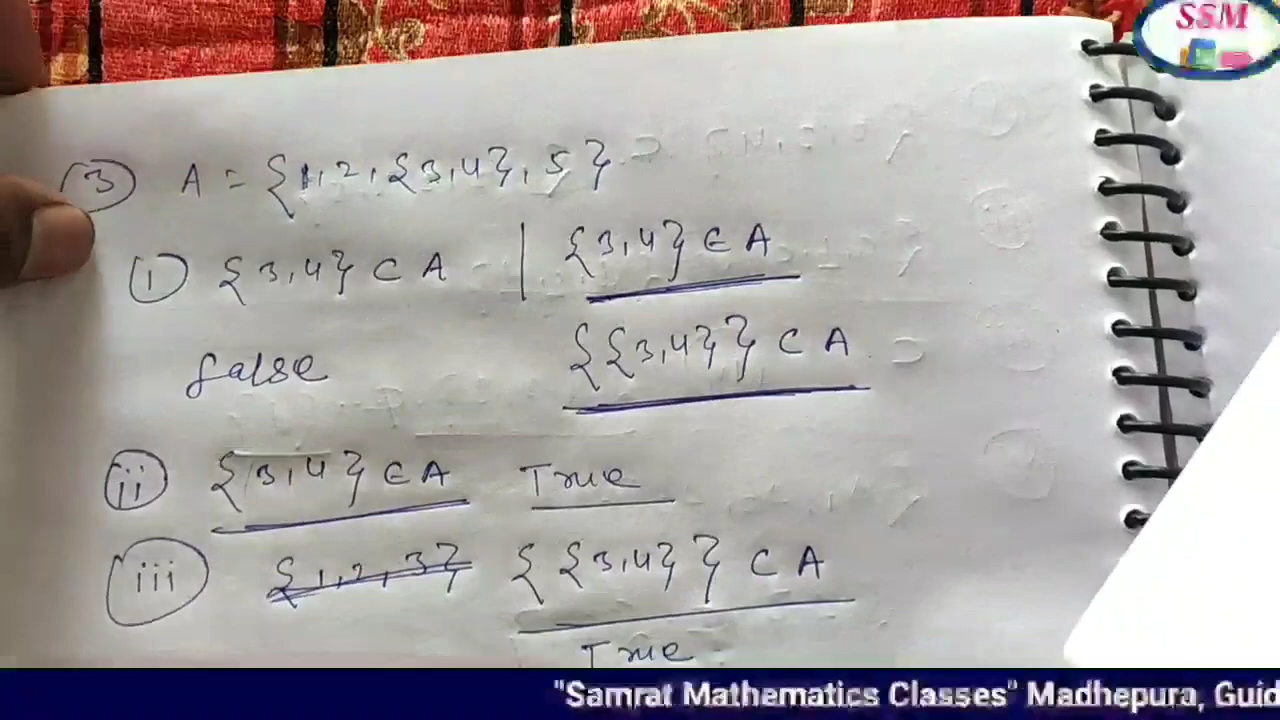 SSM
③ A = {1, 2, {3, 4}, 5}
① {3, 4} ⊂ A | {3, 4} ∈ A
false {{3, 4}} ⊂ A
ii {3, 4} ∈ A True
iii {1, 2, 3} {{3, 4}} ⊂ A
True
"Samrat Mathematics Classes" Madhepura, Guid